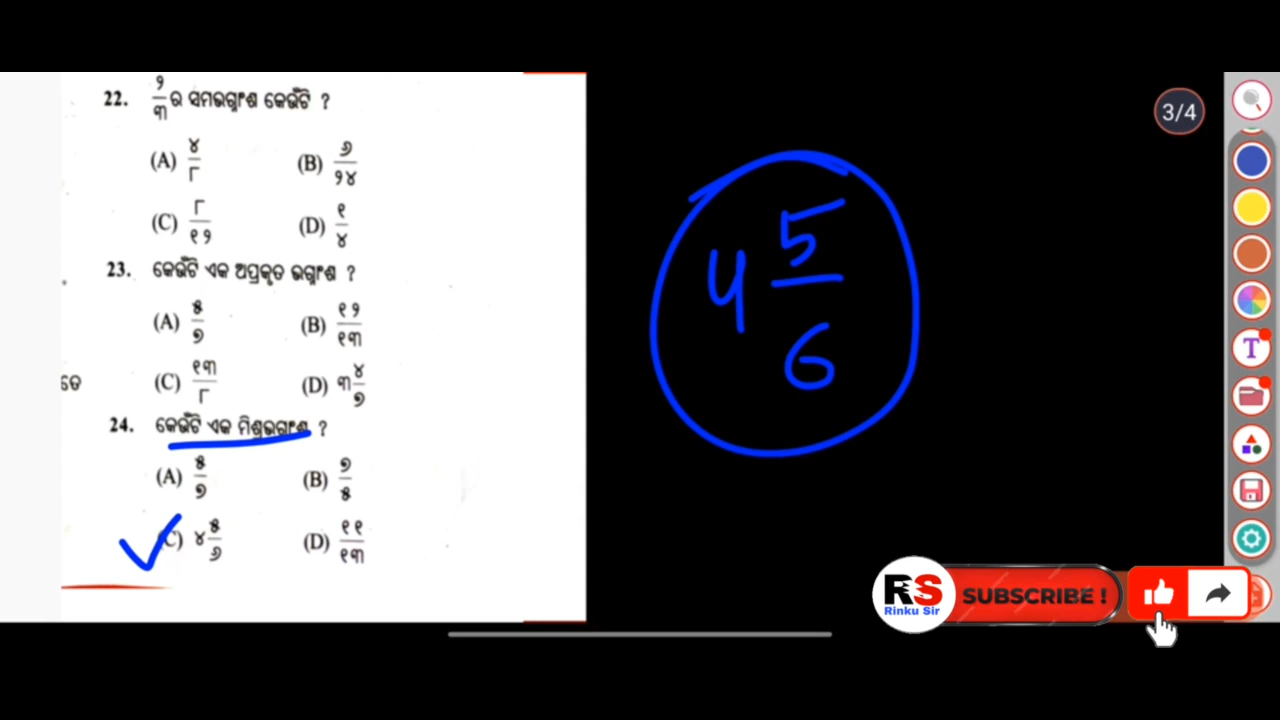 22. ୨/୩ ର ସମଭଗ୍ନାଂଶ କେଉଁଟି ?
(A) ୪/୮ (B) ୬/୨୪
(C) ୮/୧୨ (D) ୧/୪
23. କେଉଁଟି ଏକ ଅପ୍ରକୃତ ଭଗ୍ନାଂଶ ?
(A) ୫/୭ (B) ୧୨/୧୩
(C) ୧୩/୮ (D) ୩ ୪/୭
ତେ
24. କେଉଁଟି ଏକ ମିଶ୍ରଭଗ୍ନାଂଶ ?
(A) ୫/୭ (B) ୭/୫
(C) ୪ ୫/୬ (D) ୧୧/୧୩
4 5/6
3/4
T
RS
Rinku Sir
SUBSCRIBE !